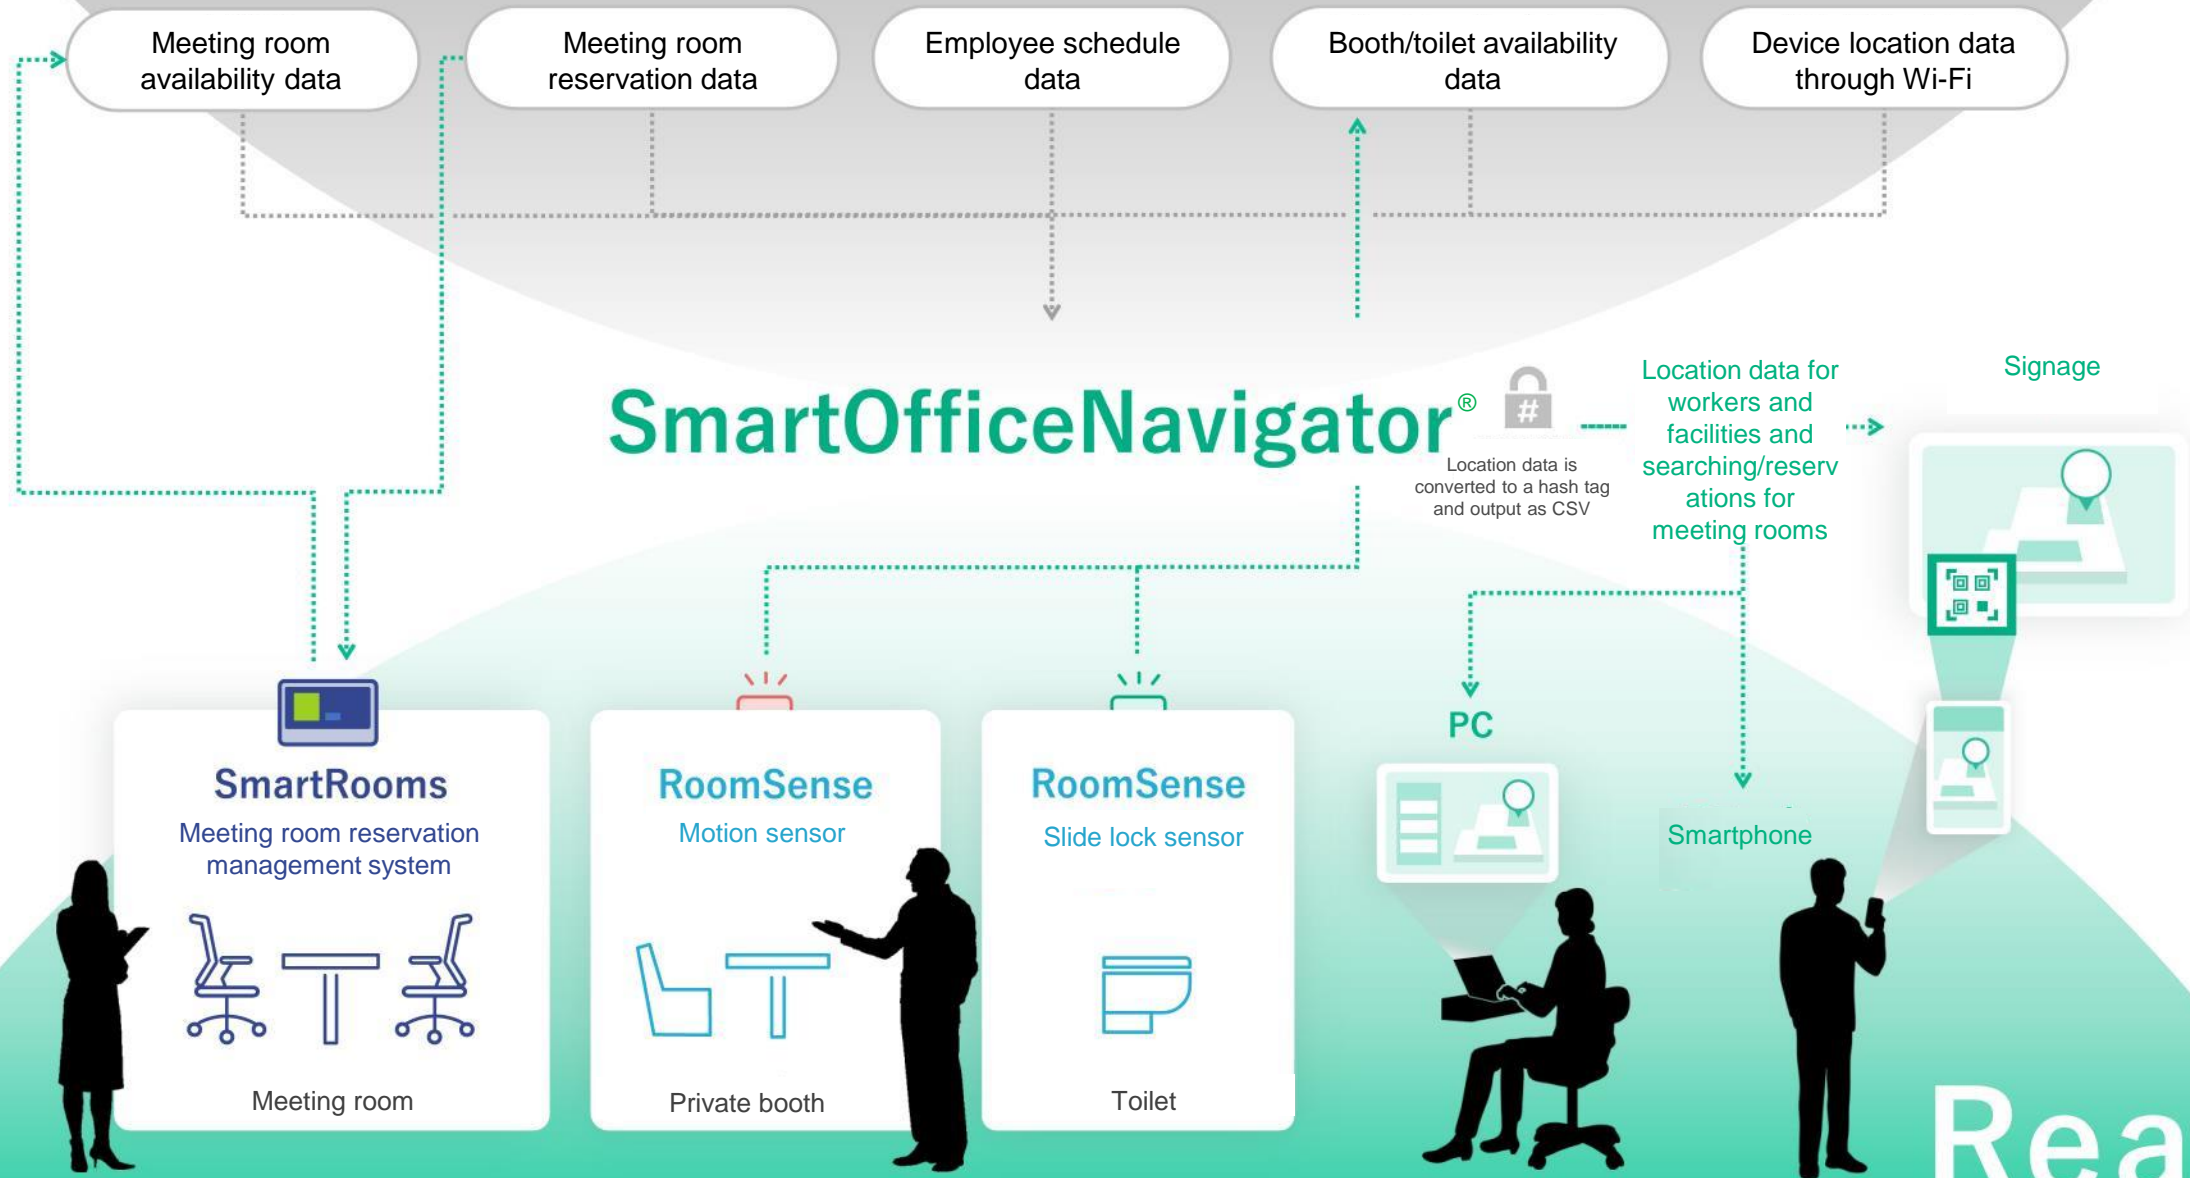 Meeting room
availability data
Meeting room
reservation data
Employee schedule
data
Booth/toilet availability
data
Device location data
through Wi-Fi
SmartOfficeNavigator®
#
Location data is
converted to a hash tag
and output as CSV
Location data for
workers and
facilities and
searching/reserv
ations for
meeting rooms
Signage
PC
Smartphone
SmartRooms
Meeting room reservation
management system
Meeting room
RoomSense
Motion sensor
Private booth
RoomSense
Slide lock sensor
Toilet
Rea